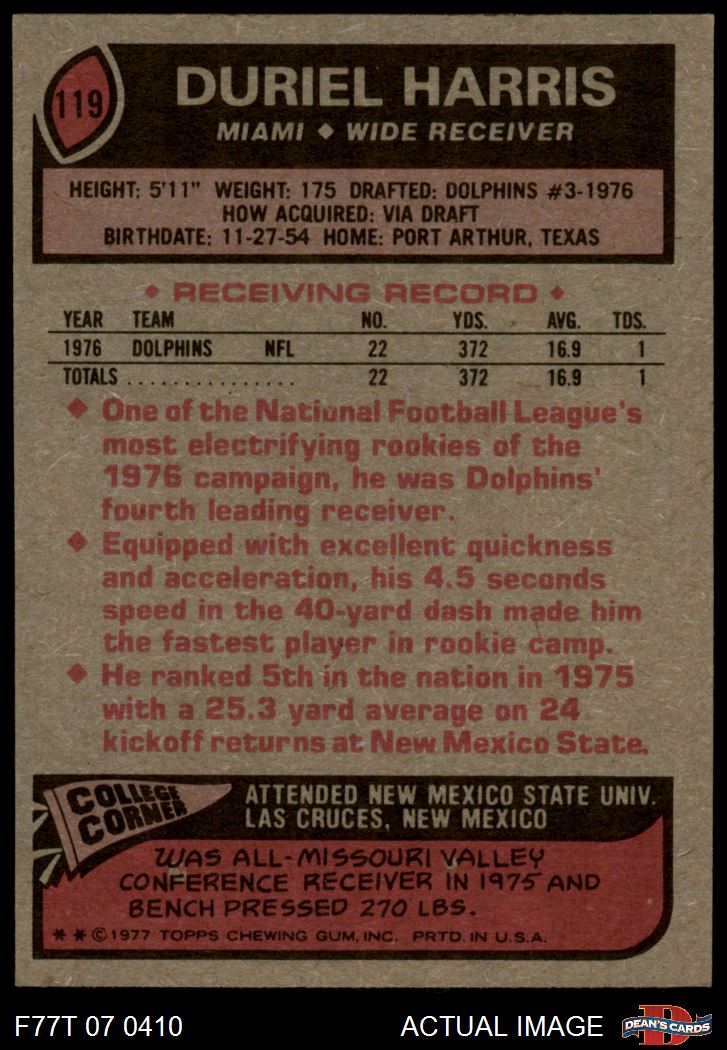 119
DURIEL HARRIS
MIAMI ◆ WIDE RECEIVER
HEIGHT: 5'11" WEIGHT: 175 DRAFTED: DOLPHINS #3-1976
HOW ACQUIRED: VIA DRAFT
BIRTHDATE: 11-27-54 HOME: PORT ARTHUR, TEXAS
◆ RECEIVING RECORD ◆
YEAR TEAM NO. YDS. AVG. TDS.
1976 DOLPHINS NFL 22 372 16.9 1
TOTALS . . . . . . . . . . . . . . . 22 372 16.9 1
◆ One of the National Football League's
most electrifying rookies of the
1976 campaign, he was Dolphins'
fourth leading receiver.
◆ Equipped with excellent quickness
and acceleration, his 4.5 seconds
speed in the 40-yard dash made him
the fastest player in rookie camp.
◆ He ranked 5th in the nation in 1975
with a 25.3 yard average on 24
kickoff returns at New Mexico State.
COLLEGE
CORNER
ATTENDED NEW MEXICO STATE UNIV.
LAS CRUCES, NEW MEXICO
WAS ALL-MISSOURI VALLEY
CONFERENCE RECEIVER IN 1975 AND
BENCH PRESSED 270 LBS.
* * © 1977 TOPPS CHEWING GUM, INC. PRTD. IN U.S.A.
F77T 07 0410
ACTUAL IMAGE
D
DEAN'S CARDS